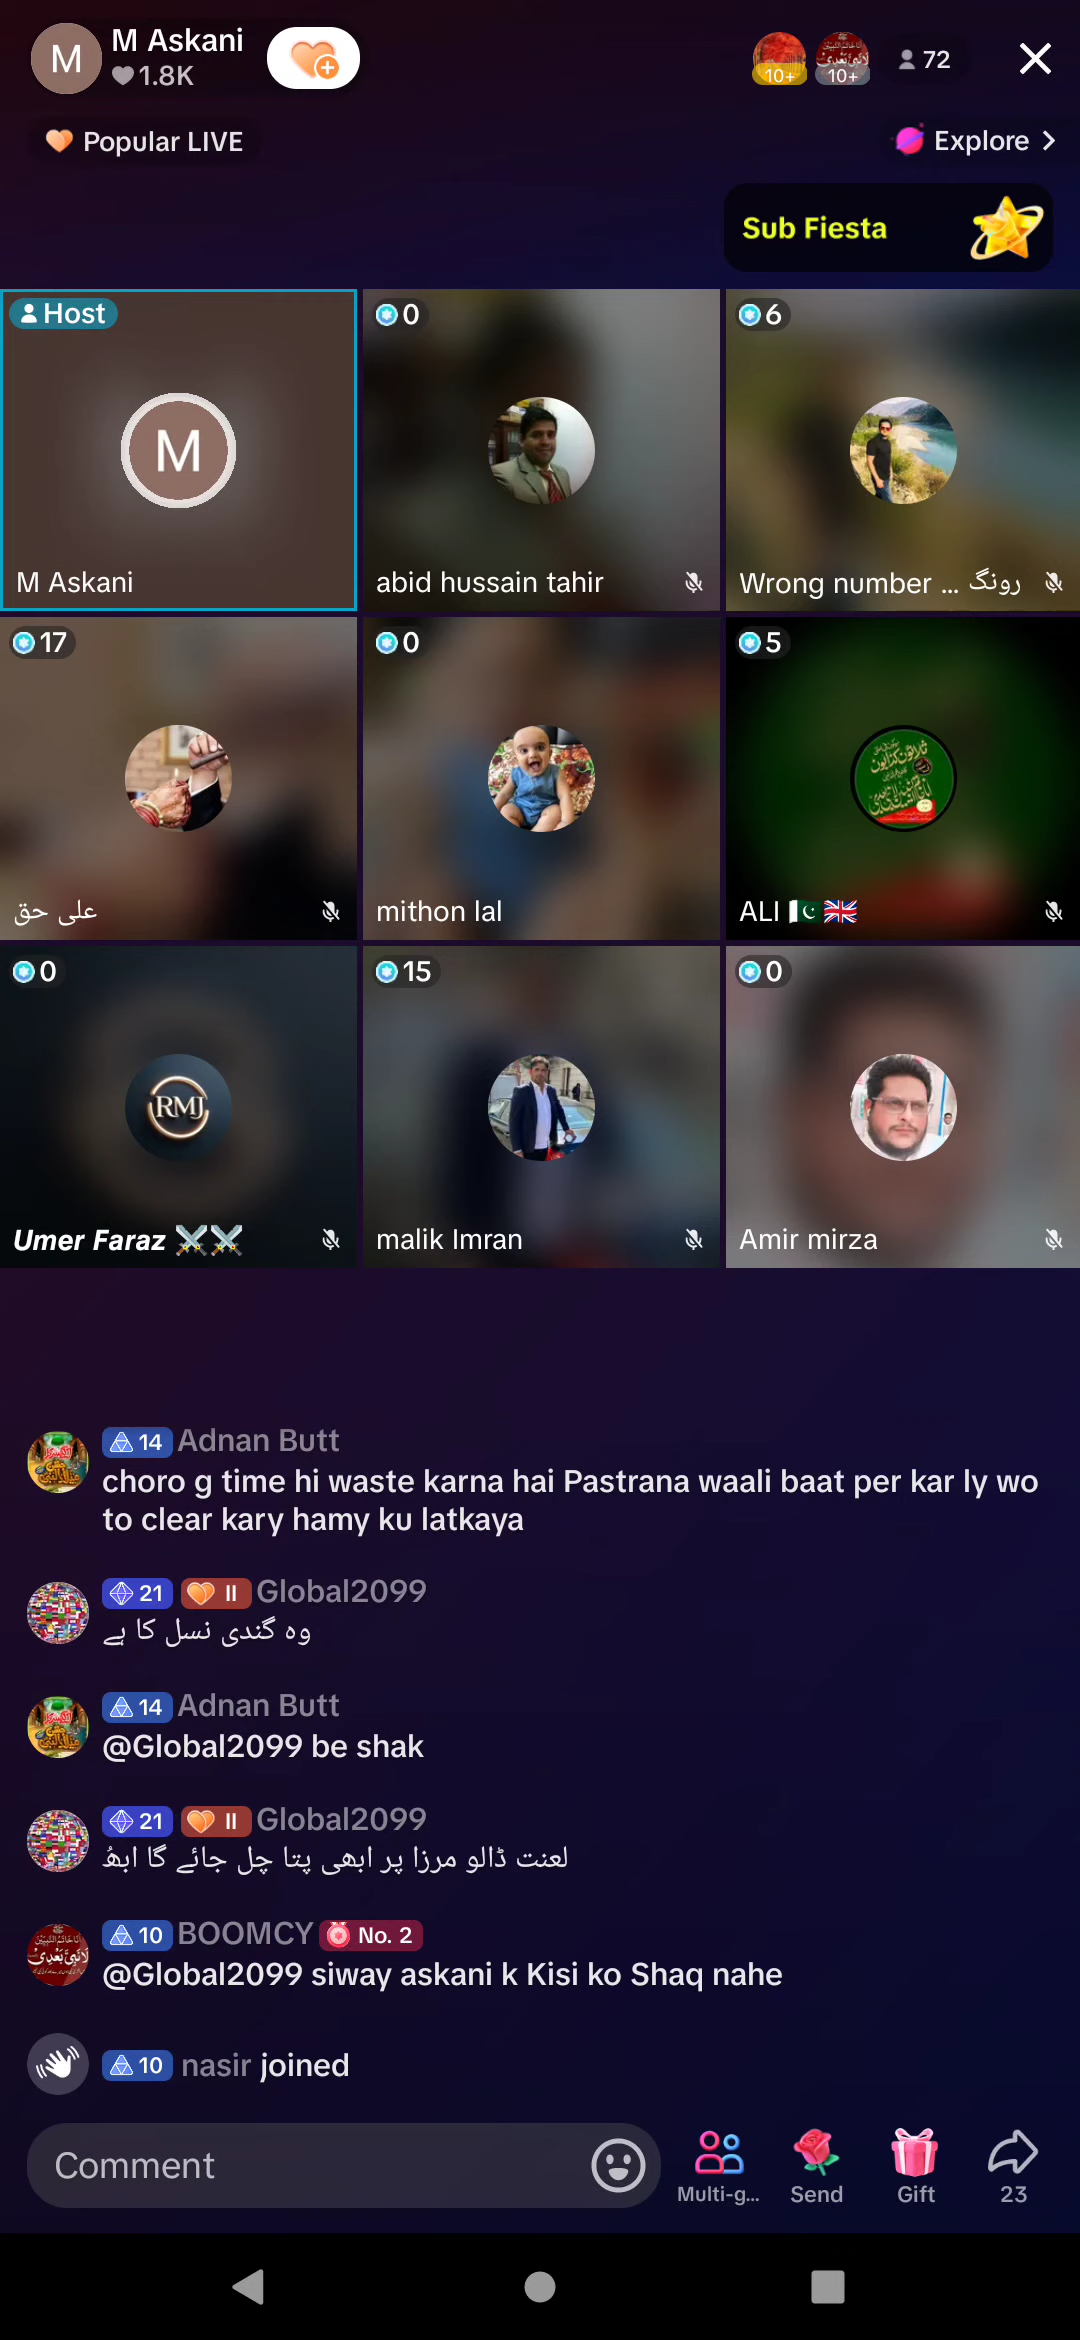 M
M Askani
1.8K
10+
10+
72
Popular LIVE
Explore
Sub Fiesta
Host
M
M Askani
0
abid hussain tahir
6
Wrong number ... رونگ
17
علی حق
0
mithon lal
5
ALI
0
RMJ
Umer Faraz
15
malik Imran
0
Amir mirza
14 Adnan Butt
choro g time hi waste karna hai Pastrana waali baat per kar ly wo
to clear kary hamy ku latkaya
21 II Global2099
وہ گندی نسل کا ہے
14 Adnan Butt
@Global2099 be shak
21 II Global2099
لعنت ڈالو مرزا پر ابھی پتا چل جائے گا ابھُ
10 BOOMCY No. 2
@Global2099 siway askani k Kisi ko Shaq nahe
10 nasir joined
Comment
Multi-g...
Send
Gift
23